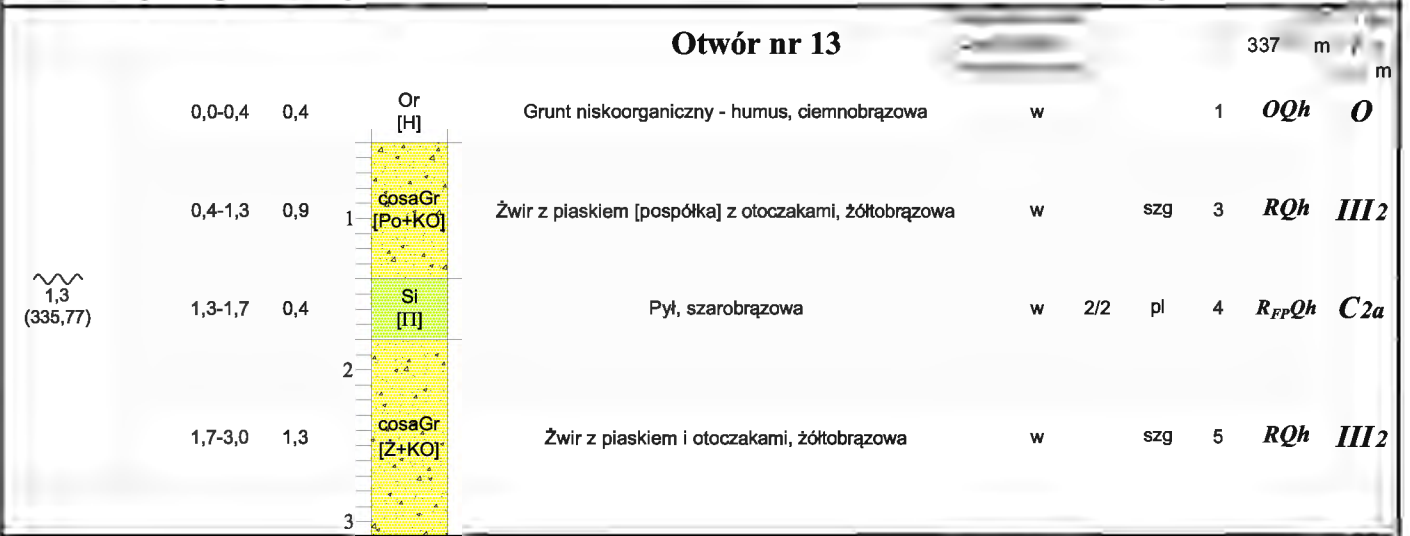 Otwór nr 13 337 m /
m
0,0-0,4 0,4 Or [H] Grunt niskoorganiczny - humus, ciemnobrązowa w 1 OQh O
0,4-1,3 0,9 1 cosaGr [Po+KO] Żwir z piaskiem [pospółka] z otoczakami, żółtobrązowa w szg 3 RQh III2
1,3 (335,77) 1,3-1,7 0,4 Si [Π] Pył, szarobrązowa w 2/2 pl 4 RFPQh C2a
2
1,7-3,0 1,3 cosaGr [Ż+KO] Żwir z piaskiem i otoczakami, żółtobrązowa w szg 5 RQh III2
3